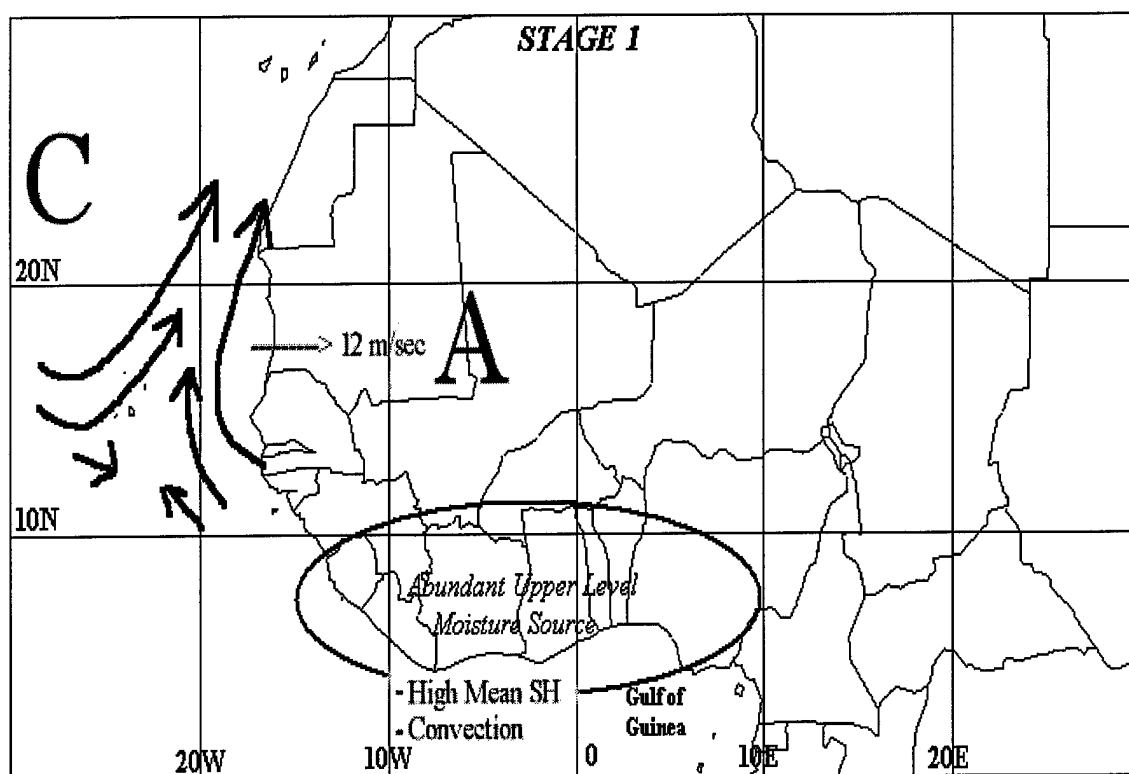 STAGE 1
C
20N
12 m/sec
A
10N
Abundant Upper Level
Moisture Source
- High Mean SH
- Convection
Gulf of
Guinea
20W
10W
0
10E
20E